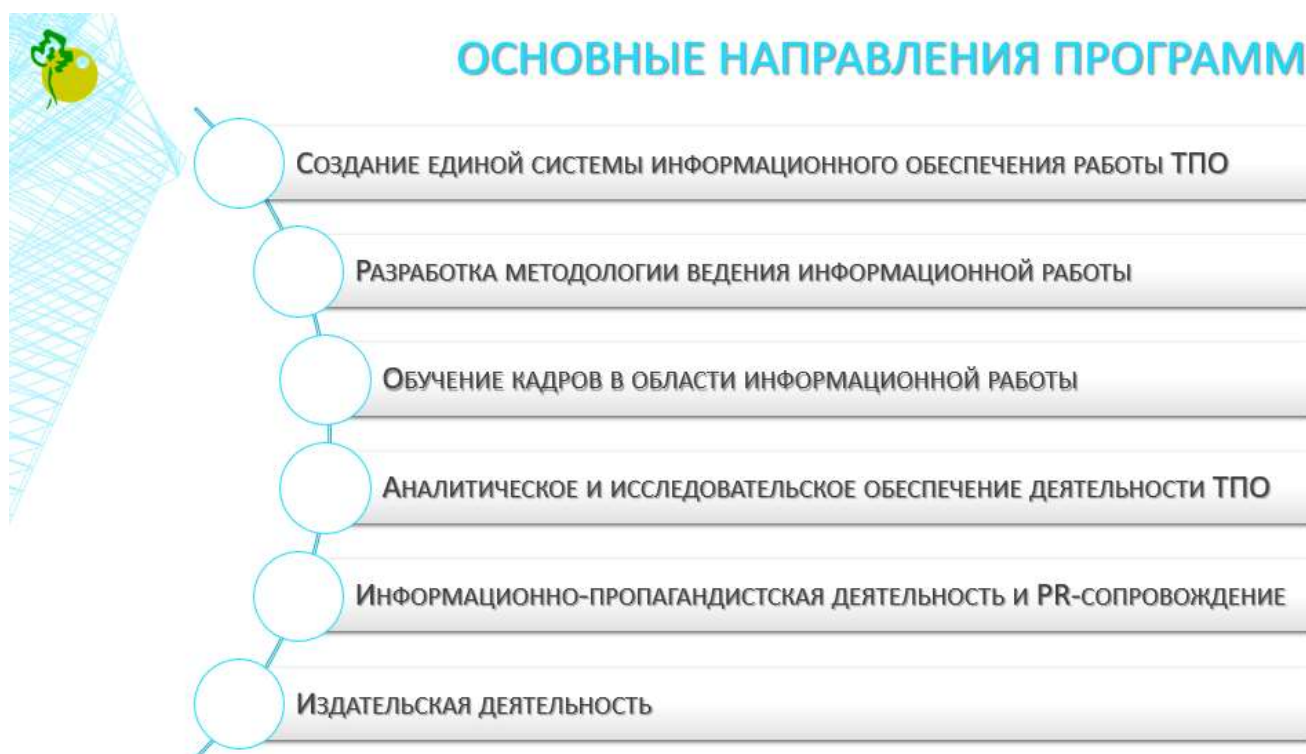 ОСНОВНЫЕ НАПРАВЛЕНИЯ ПРОГРАММ
СОЗДАНИЕ ЕДИНОЙ СИСТЕМЫ ИНФОРМАЦИОННОГО ОБЕСПЕЧЕНИЯ РАБОТЫ ТПО
РАЗРАБОТКА МЕТОДОЛОГИИ ВЕДЕНИЯ ИНФОРМАЦИОННОЙ РАБОТЫ
ОБУЧЕНИЕ КАДРОВ В ОБЛАСТИ ИНФОРМАЦИОННОЙ РАБОТЫ
АНАЛИТИЧЕСКОЕ И ИССЛЕДОВАТЕЛЬСКОЕ ОБЕСПЕЧЕНИЕ ДЕЯТЕЛЬНОСТИ ТПО
ИНФОРМАЦИОННО-ПРОПАГАНДИСТСКАЯ ДЕЯТЕЛЬНОСТЬ И PR-СОПРОВОЖДЕНИЕ
ИЗДАТЕЛЬСКАЯ ДЕЯТЕЛЬНОСТЬ